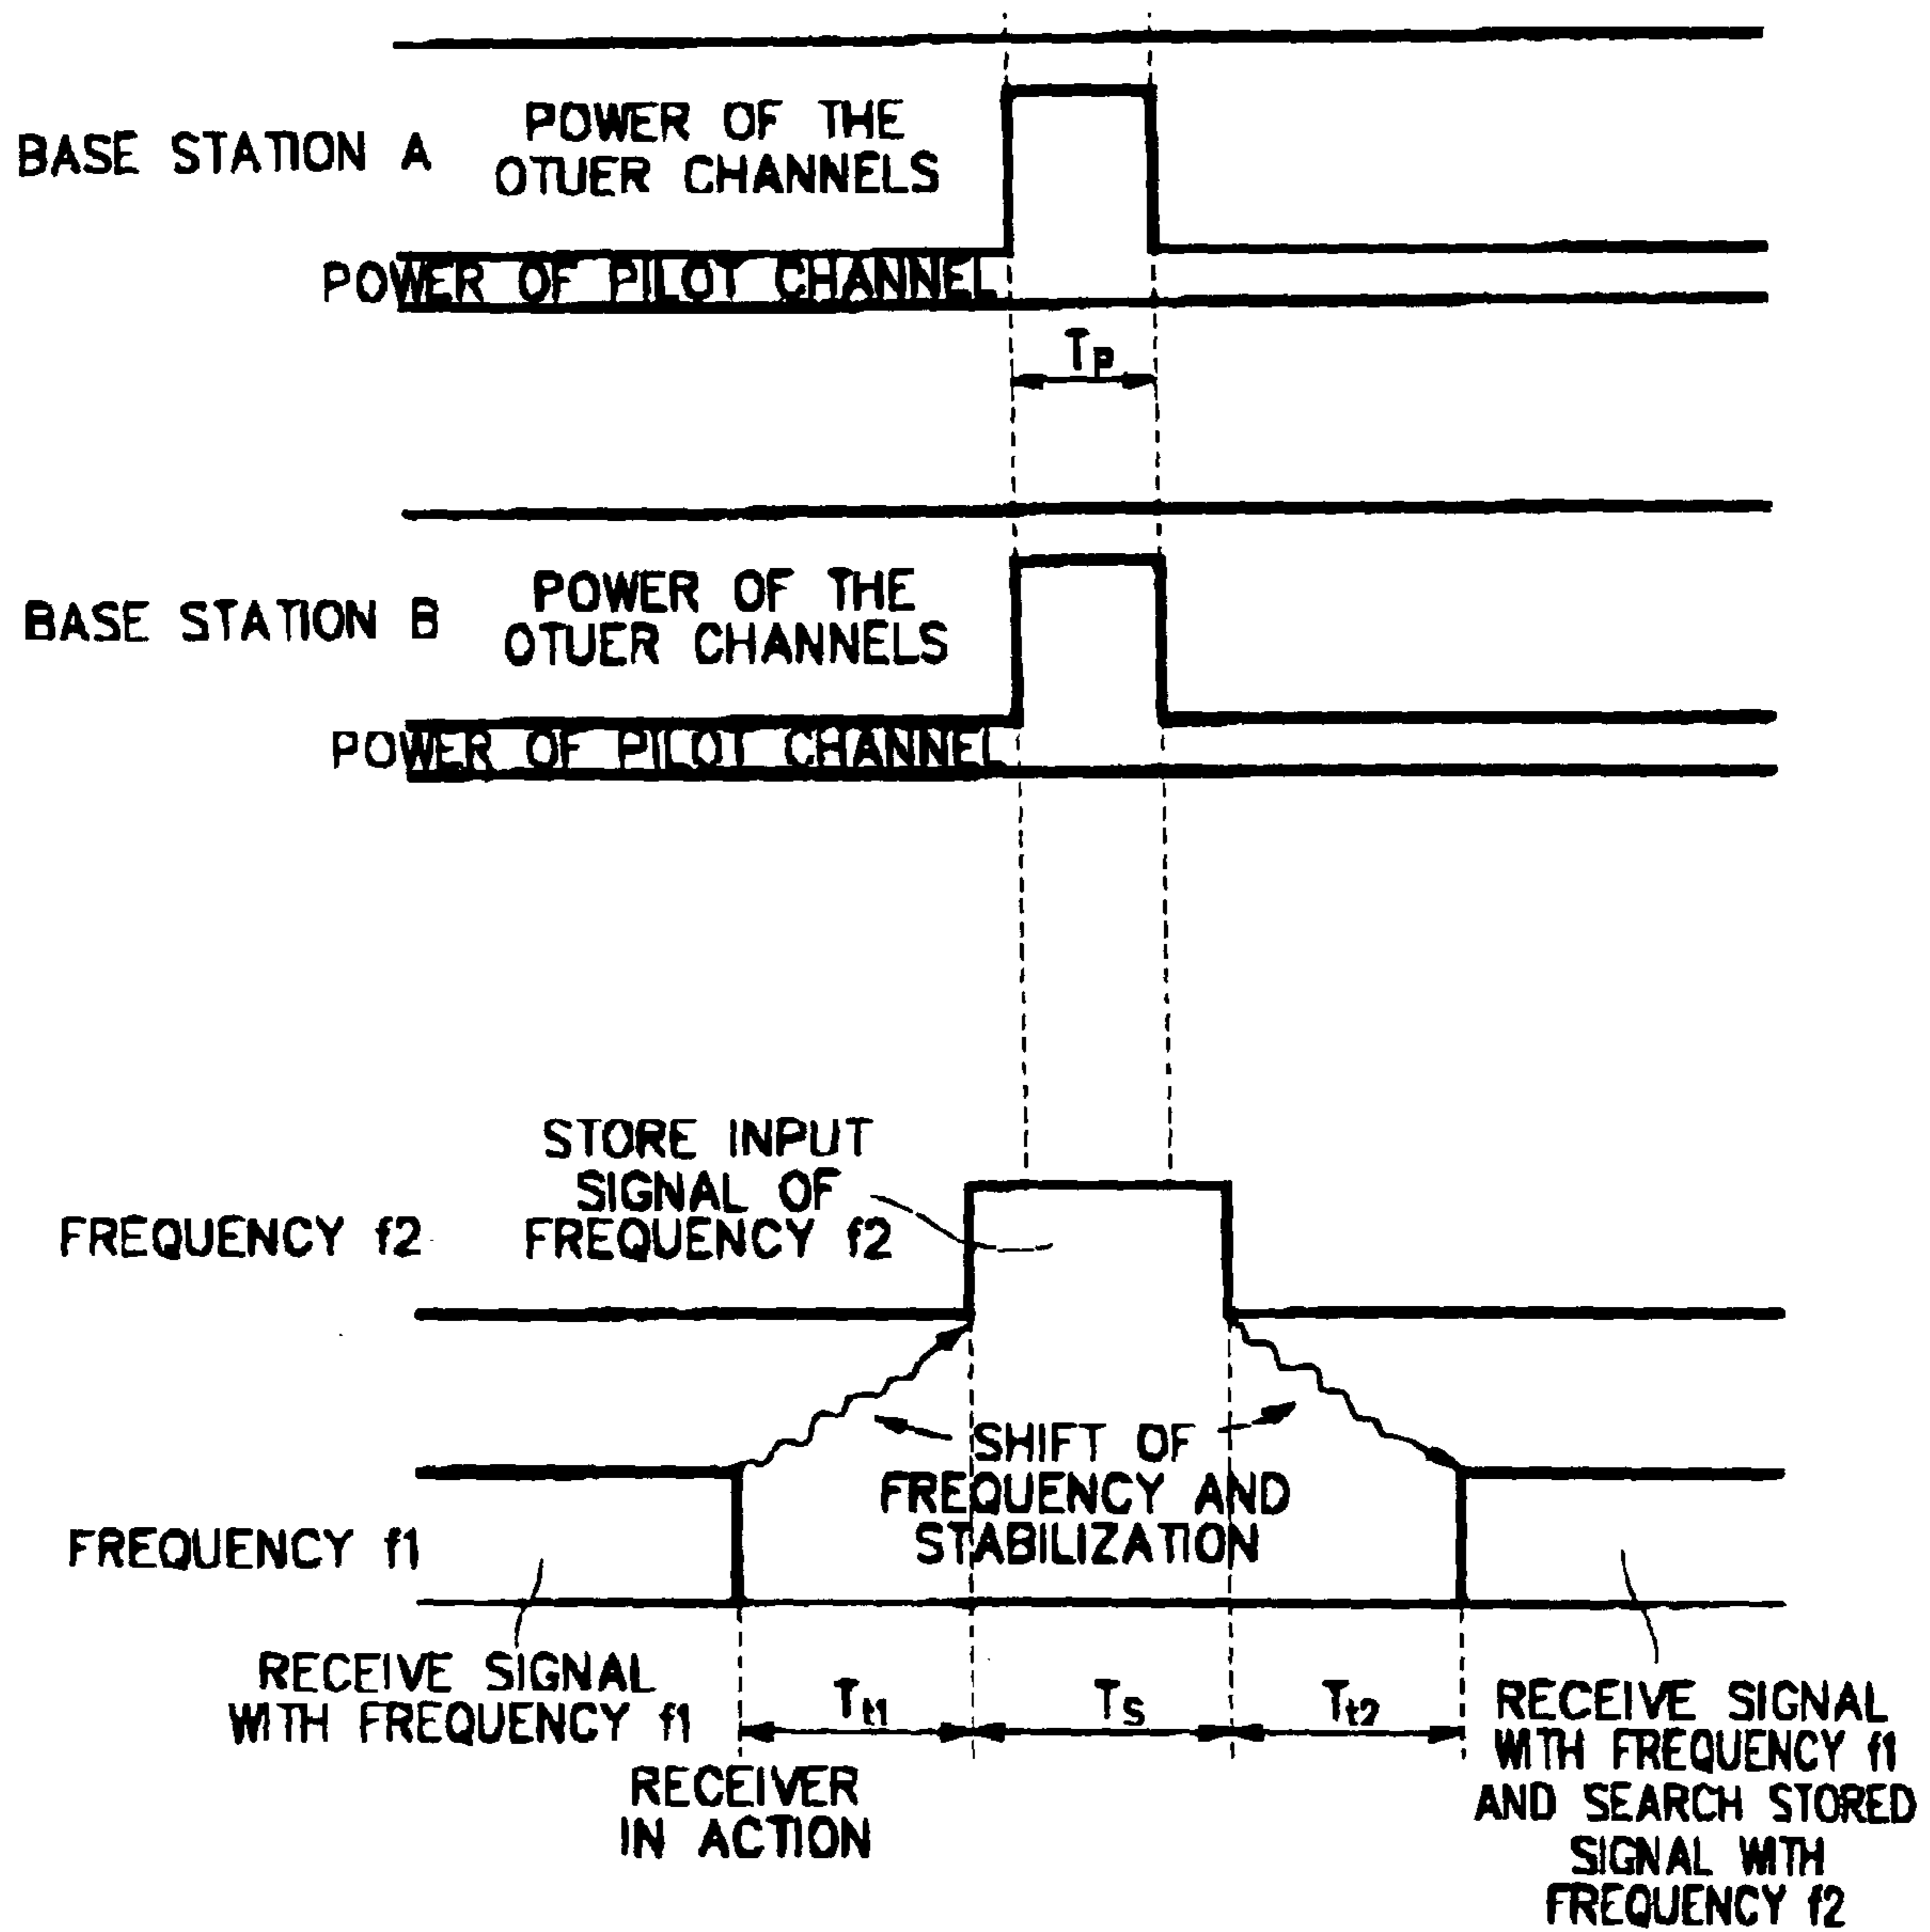 BASE STATION A
POWER OF THE
OTUER CHANNELS
POWER OF PILOT CHANNEL
Tp
BASE STATION B
POWER OF THE
OTUER CHANNELS
POWER OF PILOT CHANNEL
STORE INPUT
SIGNAL OF
FREQUENCY f2
FREQUENCY f2
SHIFT OF
FREQUENCY AND
STABILIZATION
FREQUENCY f1
RECEIVE SIGNAL
WITH FREQUENCY f1
Tt1
TS
Tt2
RECEIVER
IN ACTION
RECEIVE SIGNAL
WITH FREQUENCY f1
AND SEARCH STORED
SIGNAL WITH
FREQUENCY f2